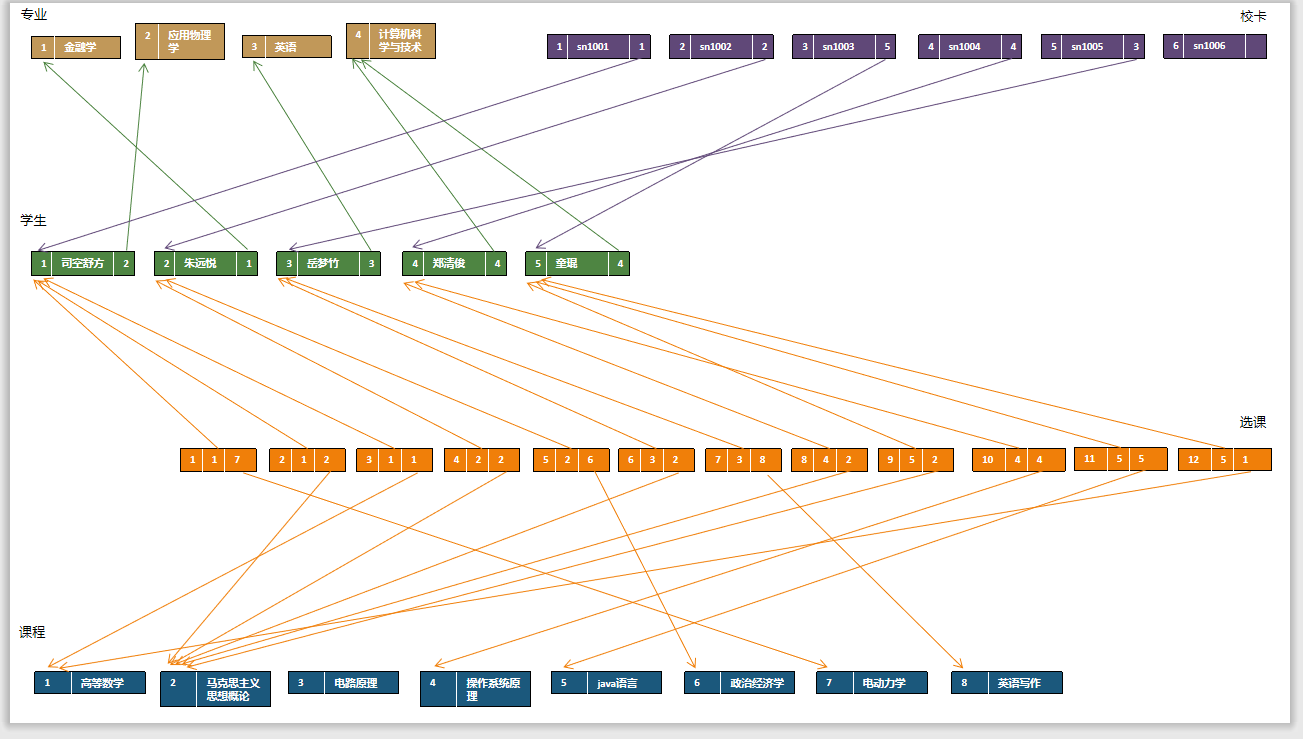 专业
校卡
1 金融学
2 应用物理
学
3 英语
4 计算机科
学与技术
1 sn1001 1
2 sn1002 2
3 sn1003 5
4 sn1004 4
5 sn1005 3
6 sn1006
学生
1 司空舒方 2
2 朱远悦 1
3 岳梦竹 3
4 郑清俊 4
5 童琨 4
选课
1 1 7
2 1 2
3 1 1
4 2 2
5 2 6
6 3 2
7 3 8
8 4 2
9 5 2
10 4 4
11 5 5
12 5 1
课程
1 高等数学
2 马克思主义
思想概论
3 电路原理
4 操作系统原
理
5 java语言
6 政治经济学
7 电动力学
8 英语写作